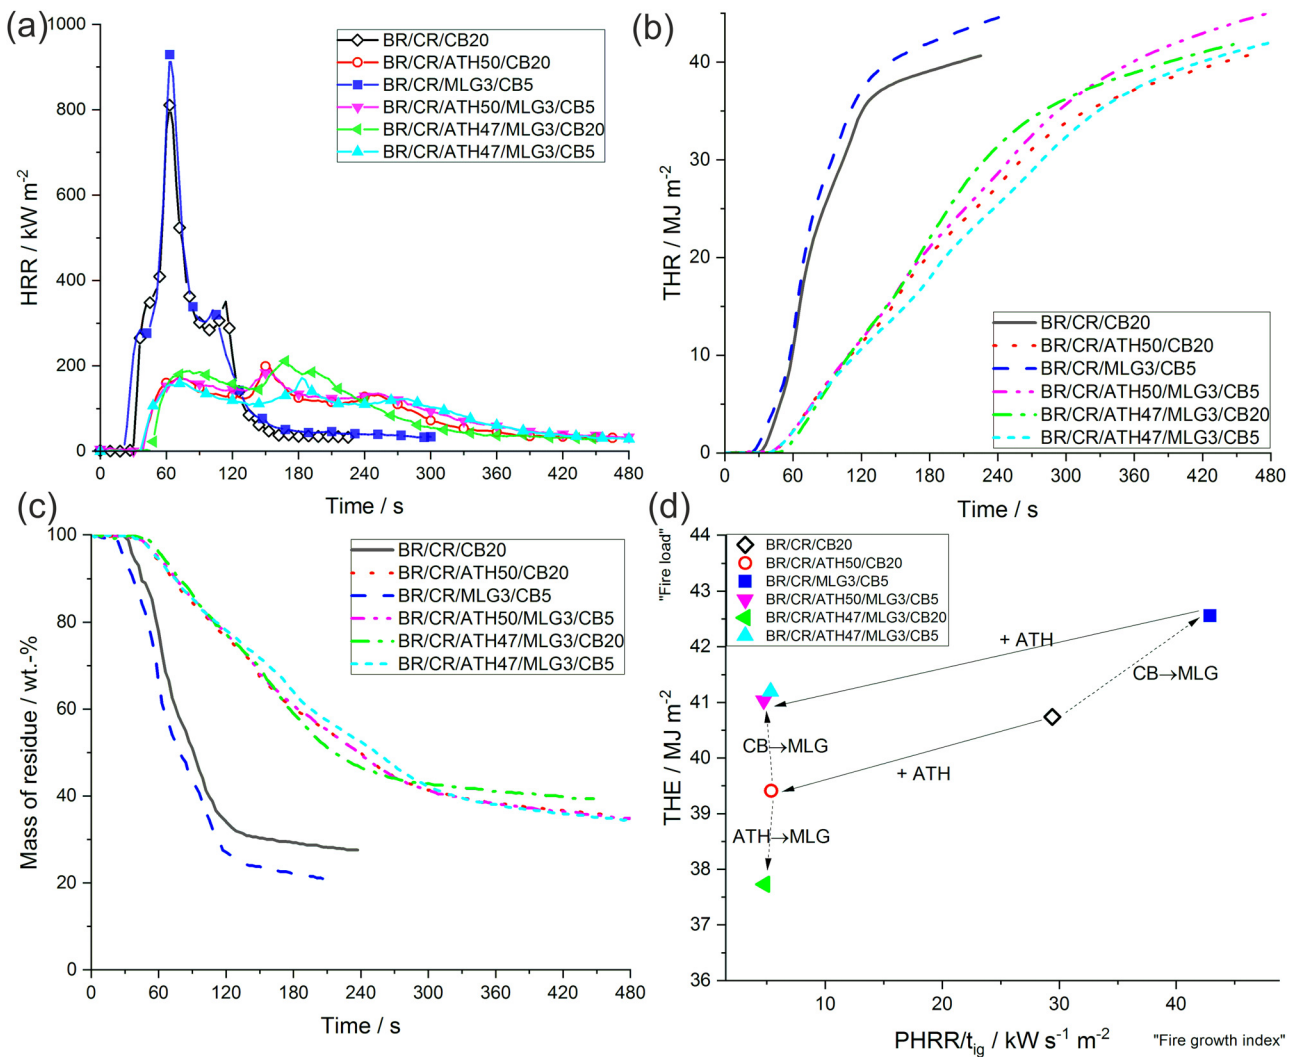 (a)
HRR / kW m-2
1000
800
600
400
200
0
0 60 120 180 240 300 360 420 480
Time / s
BR/CR/CB20
BR/CR/ATH50/CB20
BR/CR/MLG3/CB5
BR/CR/ATH50/MLG3/CB5
BR/CR/ATH47/MLG3/CB20
BR/CR/ATH47/MLG3/CB5
(b)
THR / MJ m-2
40
30
20
10
0
0 60 120 180 240 300 360 420 480
Time / s
BR/CR/CB20
BR/CR/ATH50/CB20
BR/CR/MLG3/CB5
BR/CR/ATH50/MLG3/CB5
BR/CR/ATH47/MLG3/CB20
BR/CR/ATH47/MLG3/CB5
(c)
Mass of residue / wt.-%
100
80
60
40
20
0
0 60 120 180 240 300 360 420 480
Time / s
BR/CR/CB20
BR/CR/ATH50/CB20
BR/CR/MLG3/CB5
BR/CR/ATH50/MLG3/CB5
BR/CR/ATH47/MLG3/CB20
BR/CR/ATH47/MLG3/CB5
(d)
"Fire load"
THE / MJ m-2
44
43
42
41
40
39
38
37
36
BR/CR/CB20
BR/CR/ATH50/CB20
BR/CR/MLG3/CB5
BR/CR/ATH50/MLG3/CB5
BR/CR/ATH47/MLG3/CB20
BR/CR/ATH47/MLG3/CB5
+ ATH
CB→MLG
CB→MLG
+ ATH
ATH→MLG
10 20 30 40
PHRR/tig / kW s-1 m-2
"Fire growth index"